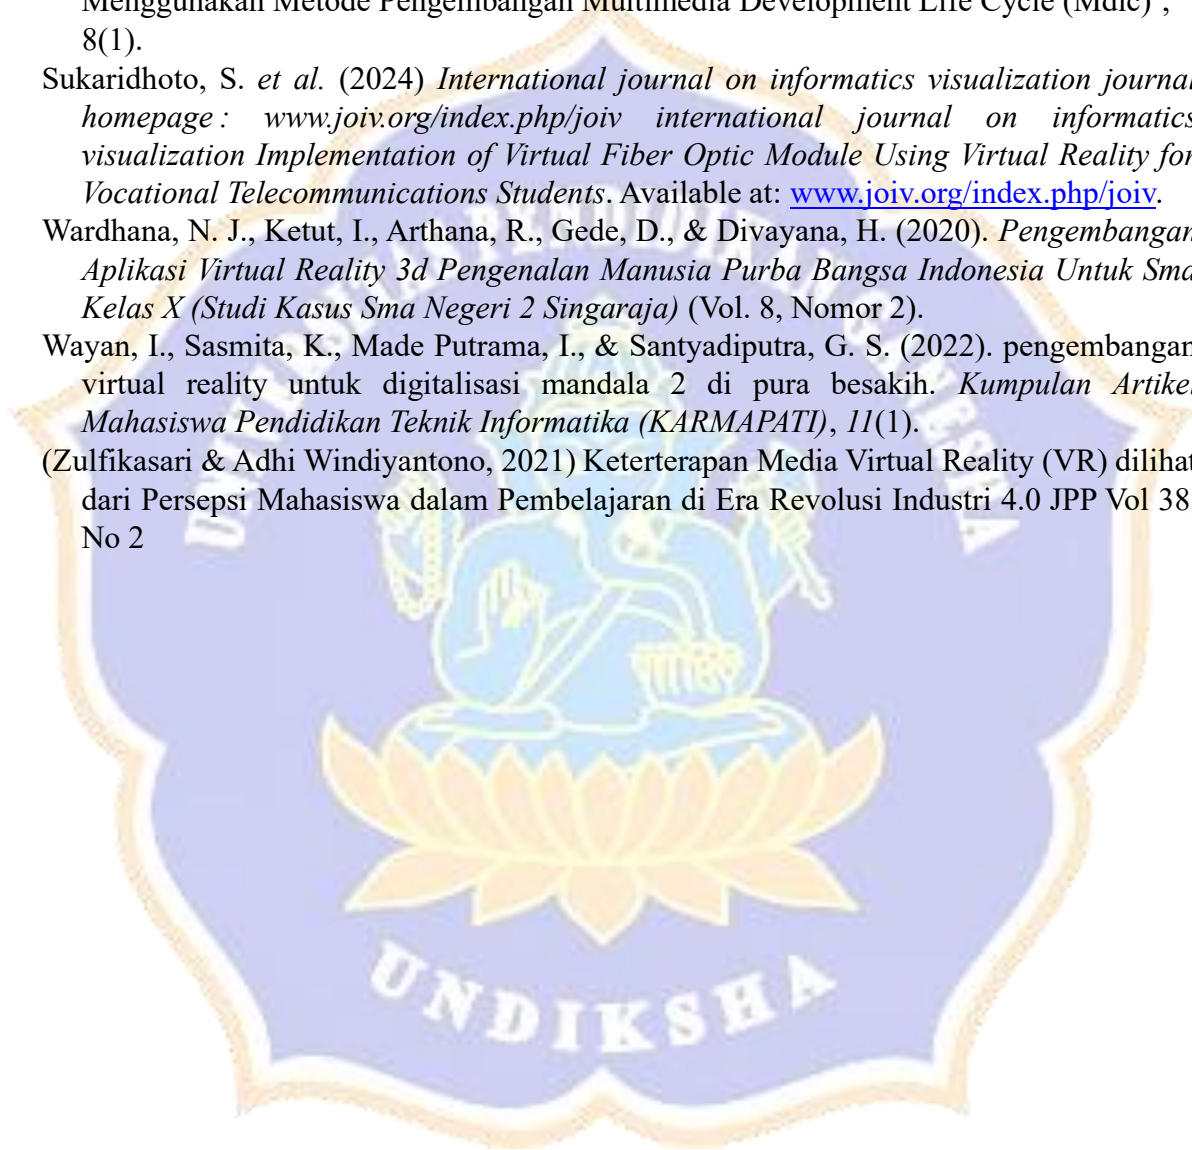 Menggunakan Metode Pengembangan Multimedia Development Life Cycle (Mdlc)',
8(1).
Sukaridhoto, S. et al. (2024) International journal on informatics visualization journal
homepage : www.joiv.org/index.php/joiv international journal on informatics
visualization Implementation of Virtual Fiber Optic Module Using Virtual Reality for
Vocational Telecommunications Students. Available at: www.joiv.org/index.php/joiv.
Wardhana, N. J., Ketut, I., Arthana, R., Gede, D., & Divayana, H. (2020). Pengembangan
Aplikasi Virtual Reality 3d Pengenalan Manusia Purba Bangsa Indonesia Untuk Sma
Kelas X (Studi Kasus Sma Negeri 2 Singaraja) (Vol. 8, Nomor 2).
Wayan, I., Sasmita, K., Made Putrama, I., & Santyadiputra, G. S. (2022). pengembangan
virtual reality untuk digitalisasi mandala 2 di pura besakih. Kumpulan Artikel
Mahasiswa Pendidikan Teknik Informatika (KARMAPATI), 11(1).
(Zulfikasari & Adhi Windiyantono, 2021) Keterterapan Media Virtual Reality (VR) dilihat
dari Persepsi Mahasiswa dalam Pembelajaran di Era Revolusi Industri 4.0 JPP Vol 38
No 2
UNDIKSHA